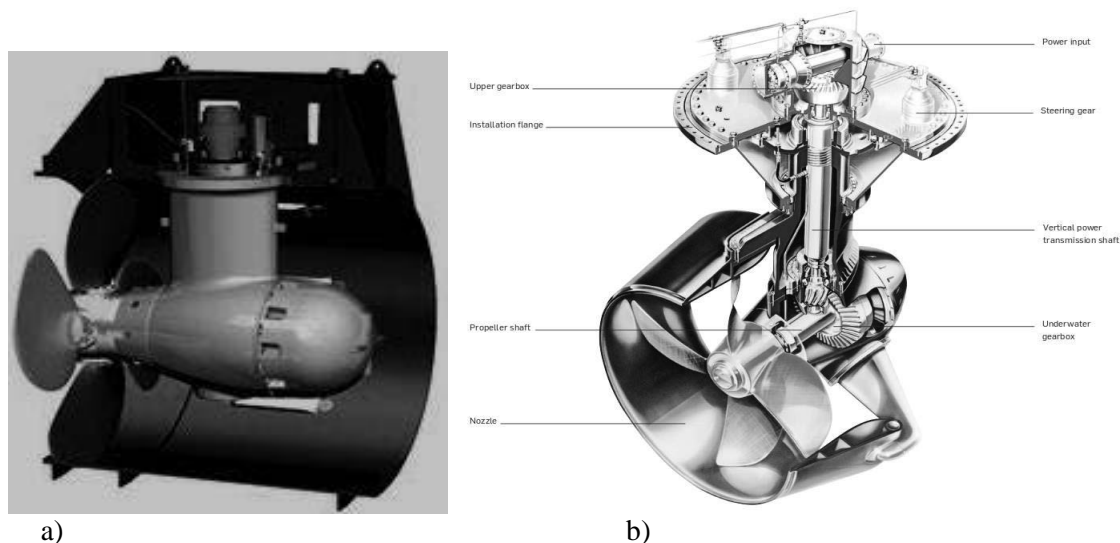 Power input
Upper gearbox
Installation flange
Steering gear
Vertical power
transmission shaft
Propeller shaft
Underwater
gearbox
Nozzle
a)
b)